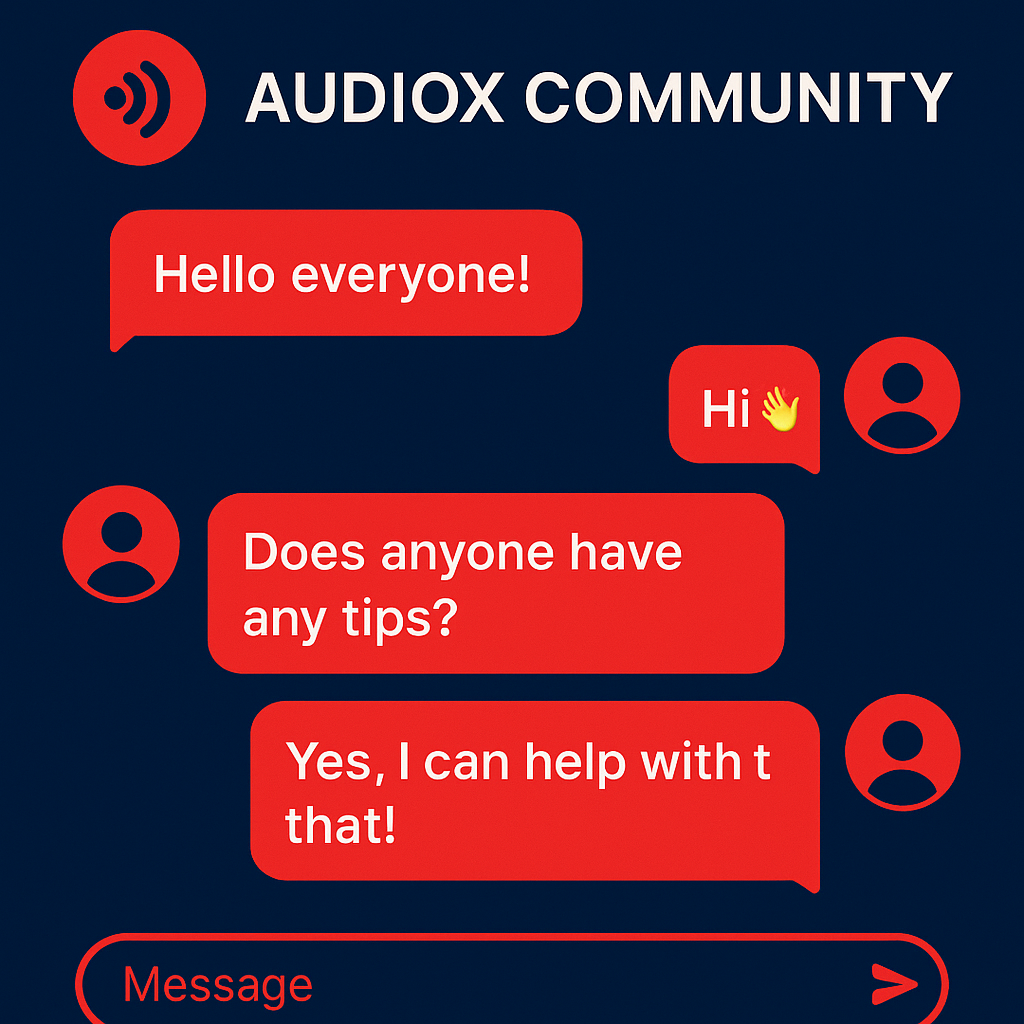 AUDIOX COMMUNITY
Hello everyone!
Hi👋
Does anyone have
any tips?
Yes, I can help with t
that!
Message